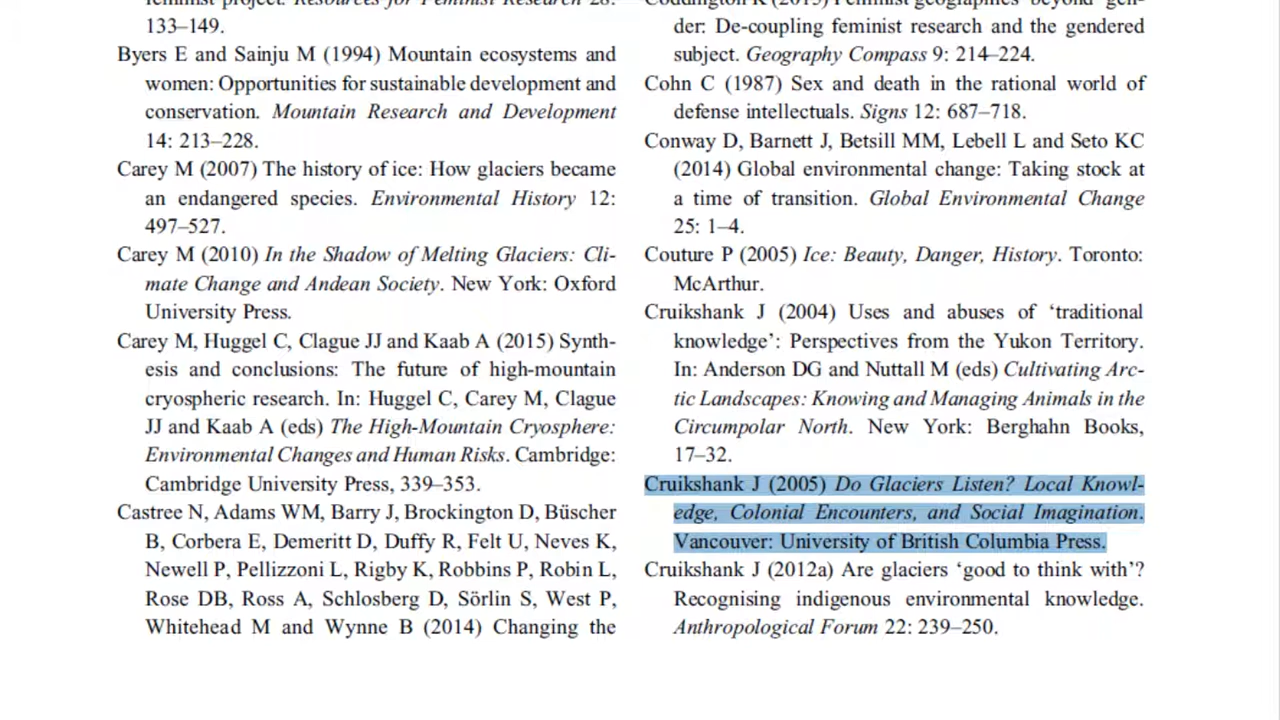 feminist project. Resources for Feminist Research 28:
133–149.
Byers E and Sainju M (1994) Mountain ecosystems and
women: Opportunities for sustainable development and
conservation. Mountain Research and Development
14: 213–228.
Carey M (2007) The history of ice: How glaciers became
an endangered species. Environmental History 12:
497–527.
Carey M (2010) In the Shadow of Melting Glaciers: Cli-
mate Change and Andean Society. New York: Oxford
University Press.
Carey M, Huggel C, Clague JJ and Kaab A (2015) Synth-
esis and conclusions: The future of high-mountain
cryospheric research. In: Huggel C, Carey M, Clague
JJ and Kaab A (eds) The High-Mountain Cryosphere:
Environmental Changes and Human Risks. Cambridge:
Cambridge University Press, 339–353.
Castree N, Adams WM, Barry J, Brockington D, Büscher
B, Corbera E, Demeritt D, Duffy R, Felt U, Neves K,
Newell P, Pellizzoni L, Rigby K, Robbins P, Robin L,
Rose DB, Ross A, Schlosberg D, Sörlin S, West P,
Whitehead M and Wynne B (2014) Changing the
Coddington K (2015) Feminist geographies ‘beyond’ gen-
der: De-coupling feminist research and the gendered
subject. Geography Compass 9: 214–224.
Cohn C (1987) Sex and death in the rational world of
defense intellectuals. Signs 12: 687–718.
Conway D, Barnett J, Betsill MM, Lebell L and Seto KC
(2014) Global environmental change: Taking stock at
a time of transition. Global Environmental Change
25: 1–4.
Couture P (2005) Ice: Beauty, Danger, History. Toronto:
McArthur.
Cruikshank J (2004) Uses and abuses of ‘traditional
knowledge’: Perspectives from the Yukon Territory.
In: Anderson DG and Nuttall M (eds) Cultivating Arc-
tic Landscapes: Knowing and Managing Animals in the
Circumpolar North. New York: Berghahn Books,
17–32.
Cruikshank J (2005) Do Glaciers Listen? Local Knowl-
edge, Colonial Encounters, and Social Imagination.
Vancouver: University of British Columbia Press.
Cruikshank J (2012a) Are glaciers ‘good to think with’?
Recognising indigenous environmental knowledge.
Anthropological Forum 22: 239–250.